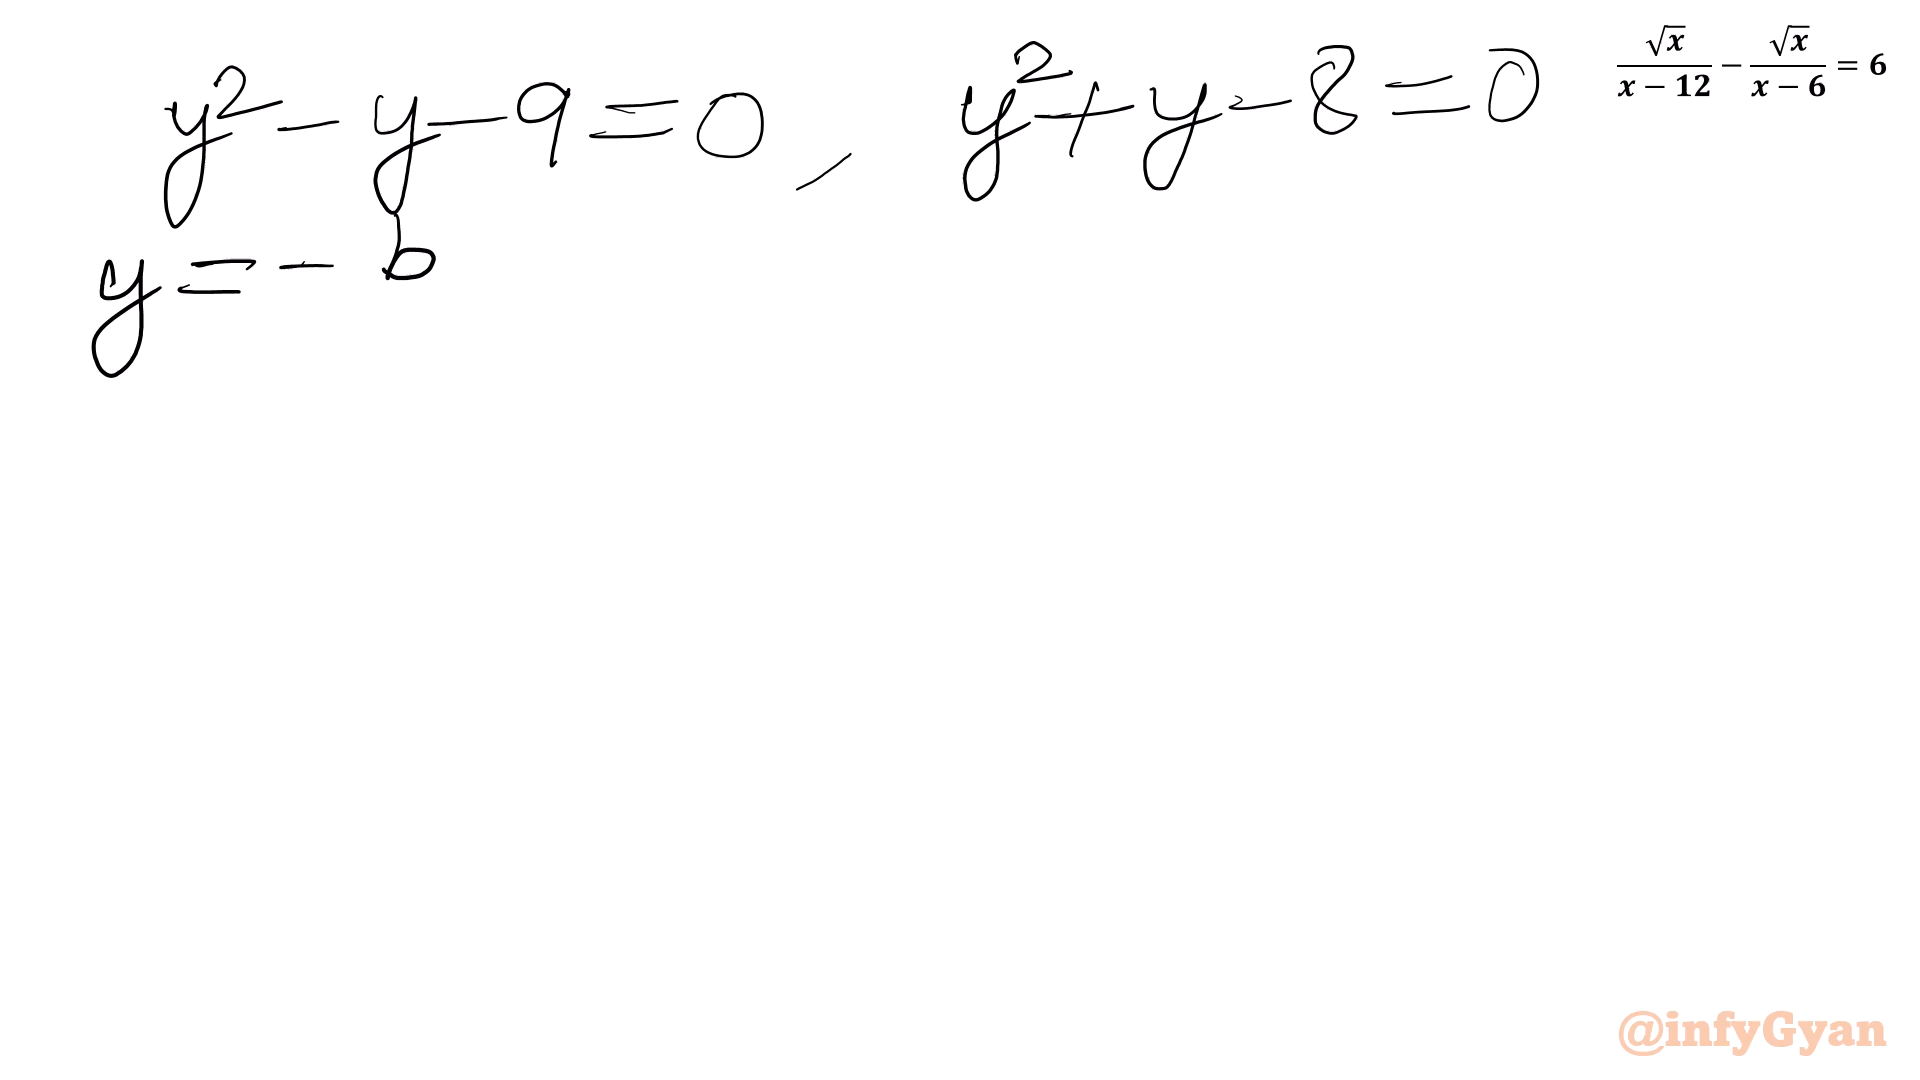 y² - y - 9 = 0 , y² + y - 8 = 0
y = - b
√x/(x − 12) − √x/(x − 6) = 6
@infyGyan